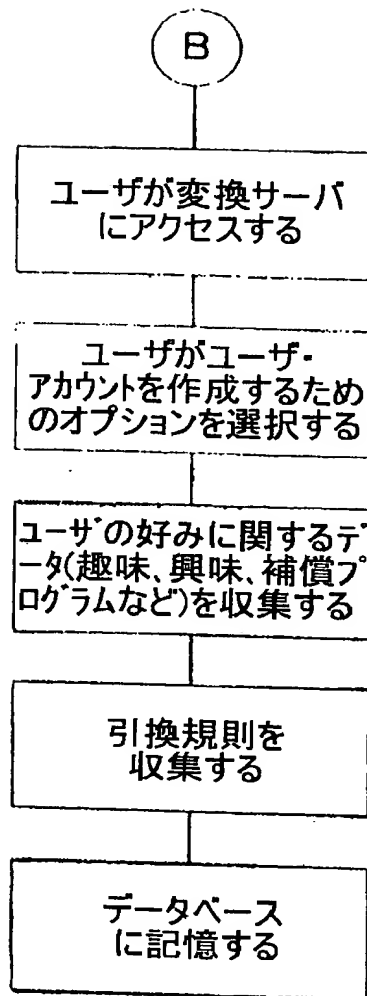 B
ユーザが変換サーバ
にアクセスする
ユーザがユーザ・
アカウントを作成するため
のオプションを選択する
ユーザの好みに関するデ
ータ(趣味、興味、補償プ
ログラムなど)を収集する
引換規則を
収集する
データベース
に記憶する